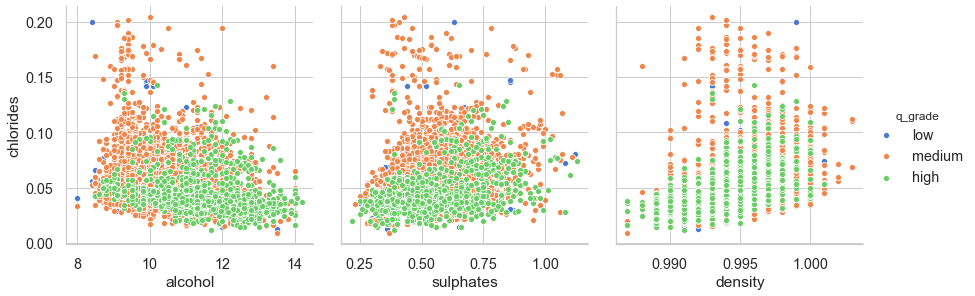 chlorides
0.20
0.15
0.10
0.05
0.00
8 10 12 14
alcohol
0.25 0.50 0.75 1.00
sulphates
0.990 0.995 1.000
density
q_grade
low
medium
high